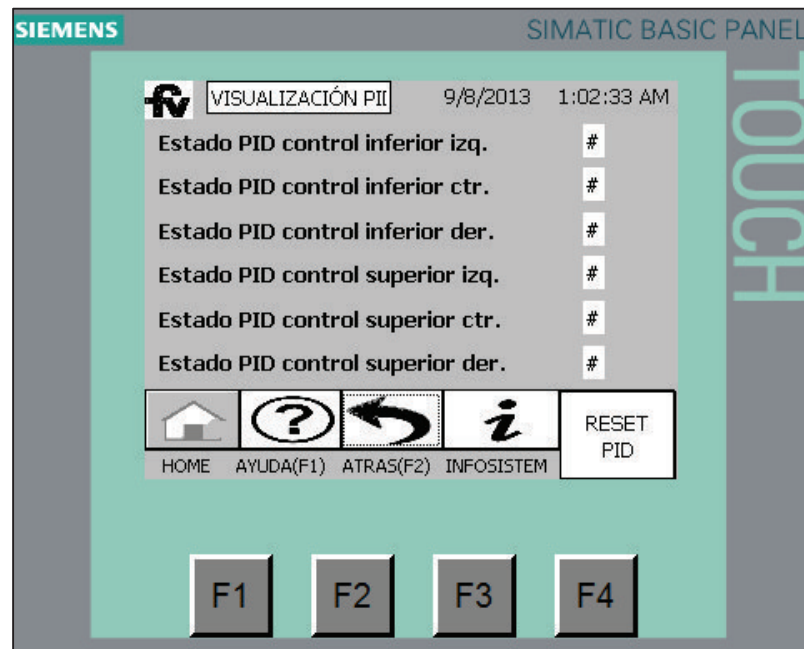 SIEMENS
SIMATIC BASIC PANEL
TOUCH
fv VISUALIZACIÓN PID 9/8/2013 1:02:33 AM
Estado PID control inferior izq. #
Estado PID control inferior ctr. #
Estado PID control inferior der. #
Estado PID control superior izq. #
Estado PID control superior ctr. #
Estado PID control superior der. #
HOME AYUDA(F1) ATRAS(F2) INFOSISTEM
RESET
PID
F1 F2 F3 F4